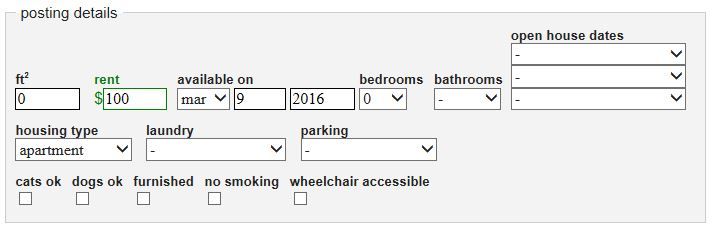 posting details
open house dates
-
ft² rent available on bedrooms bathrooms -
0 $ 100 mar 9 2016 0 - -
housing type laundry parking
apartment - -
cats ok dogs ok furnished no smoking wheelchair accessible